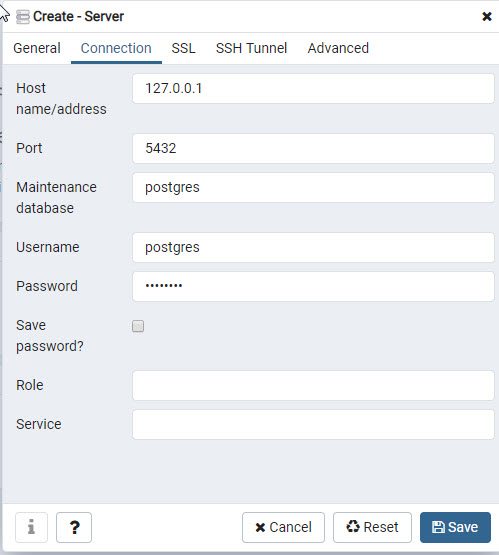 Create - Server
General Connection SSL SSH Tunnel Advanced
Host name/address 127.0.0.1
Port 5432
Maintenance database postgres
Username postgres
Password ••••••••
Save password?
Role
Service
i ? Cancel Reset Save